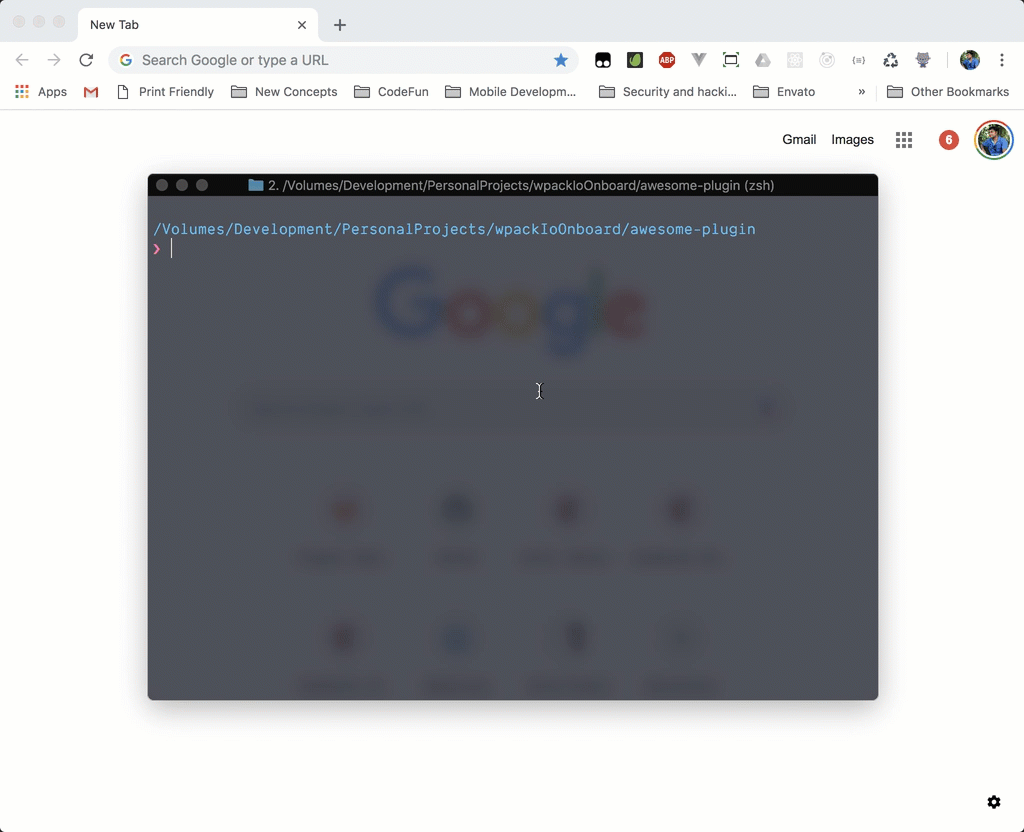 New Tab
Search Google or type a URL
ABP
Apps
Print Friendly
New Concepts
CodeFun
Mobile Developm...
Security and hacki...
Envato
»
Other Bookmarks
Gmail
Images
6
2. /Volumes/Development/PersonalProjects/wpackIoOnboard/awesome-plugin (zsh)
/Volumes/Development/PersonalProjects/wpackIoOnboard/awesome-plugin
❯
Google